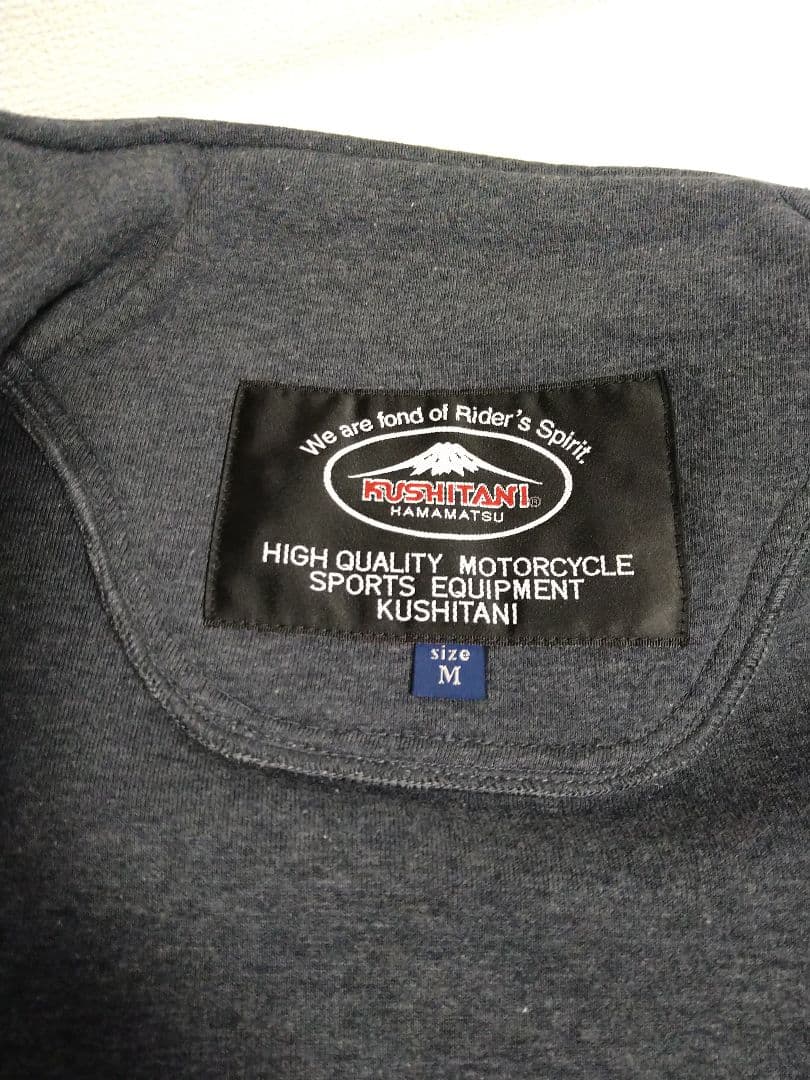 We are fond of Rider's Spirit.
KUSHITANI®
HAMAMATSU
HIGH QUALITY MOTORCYCLE
SPORTS EQUIPMENT
KUSHITANI
size
M